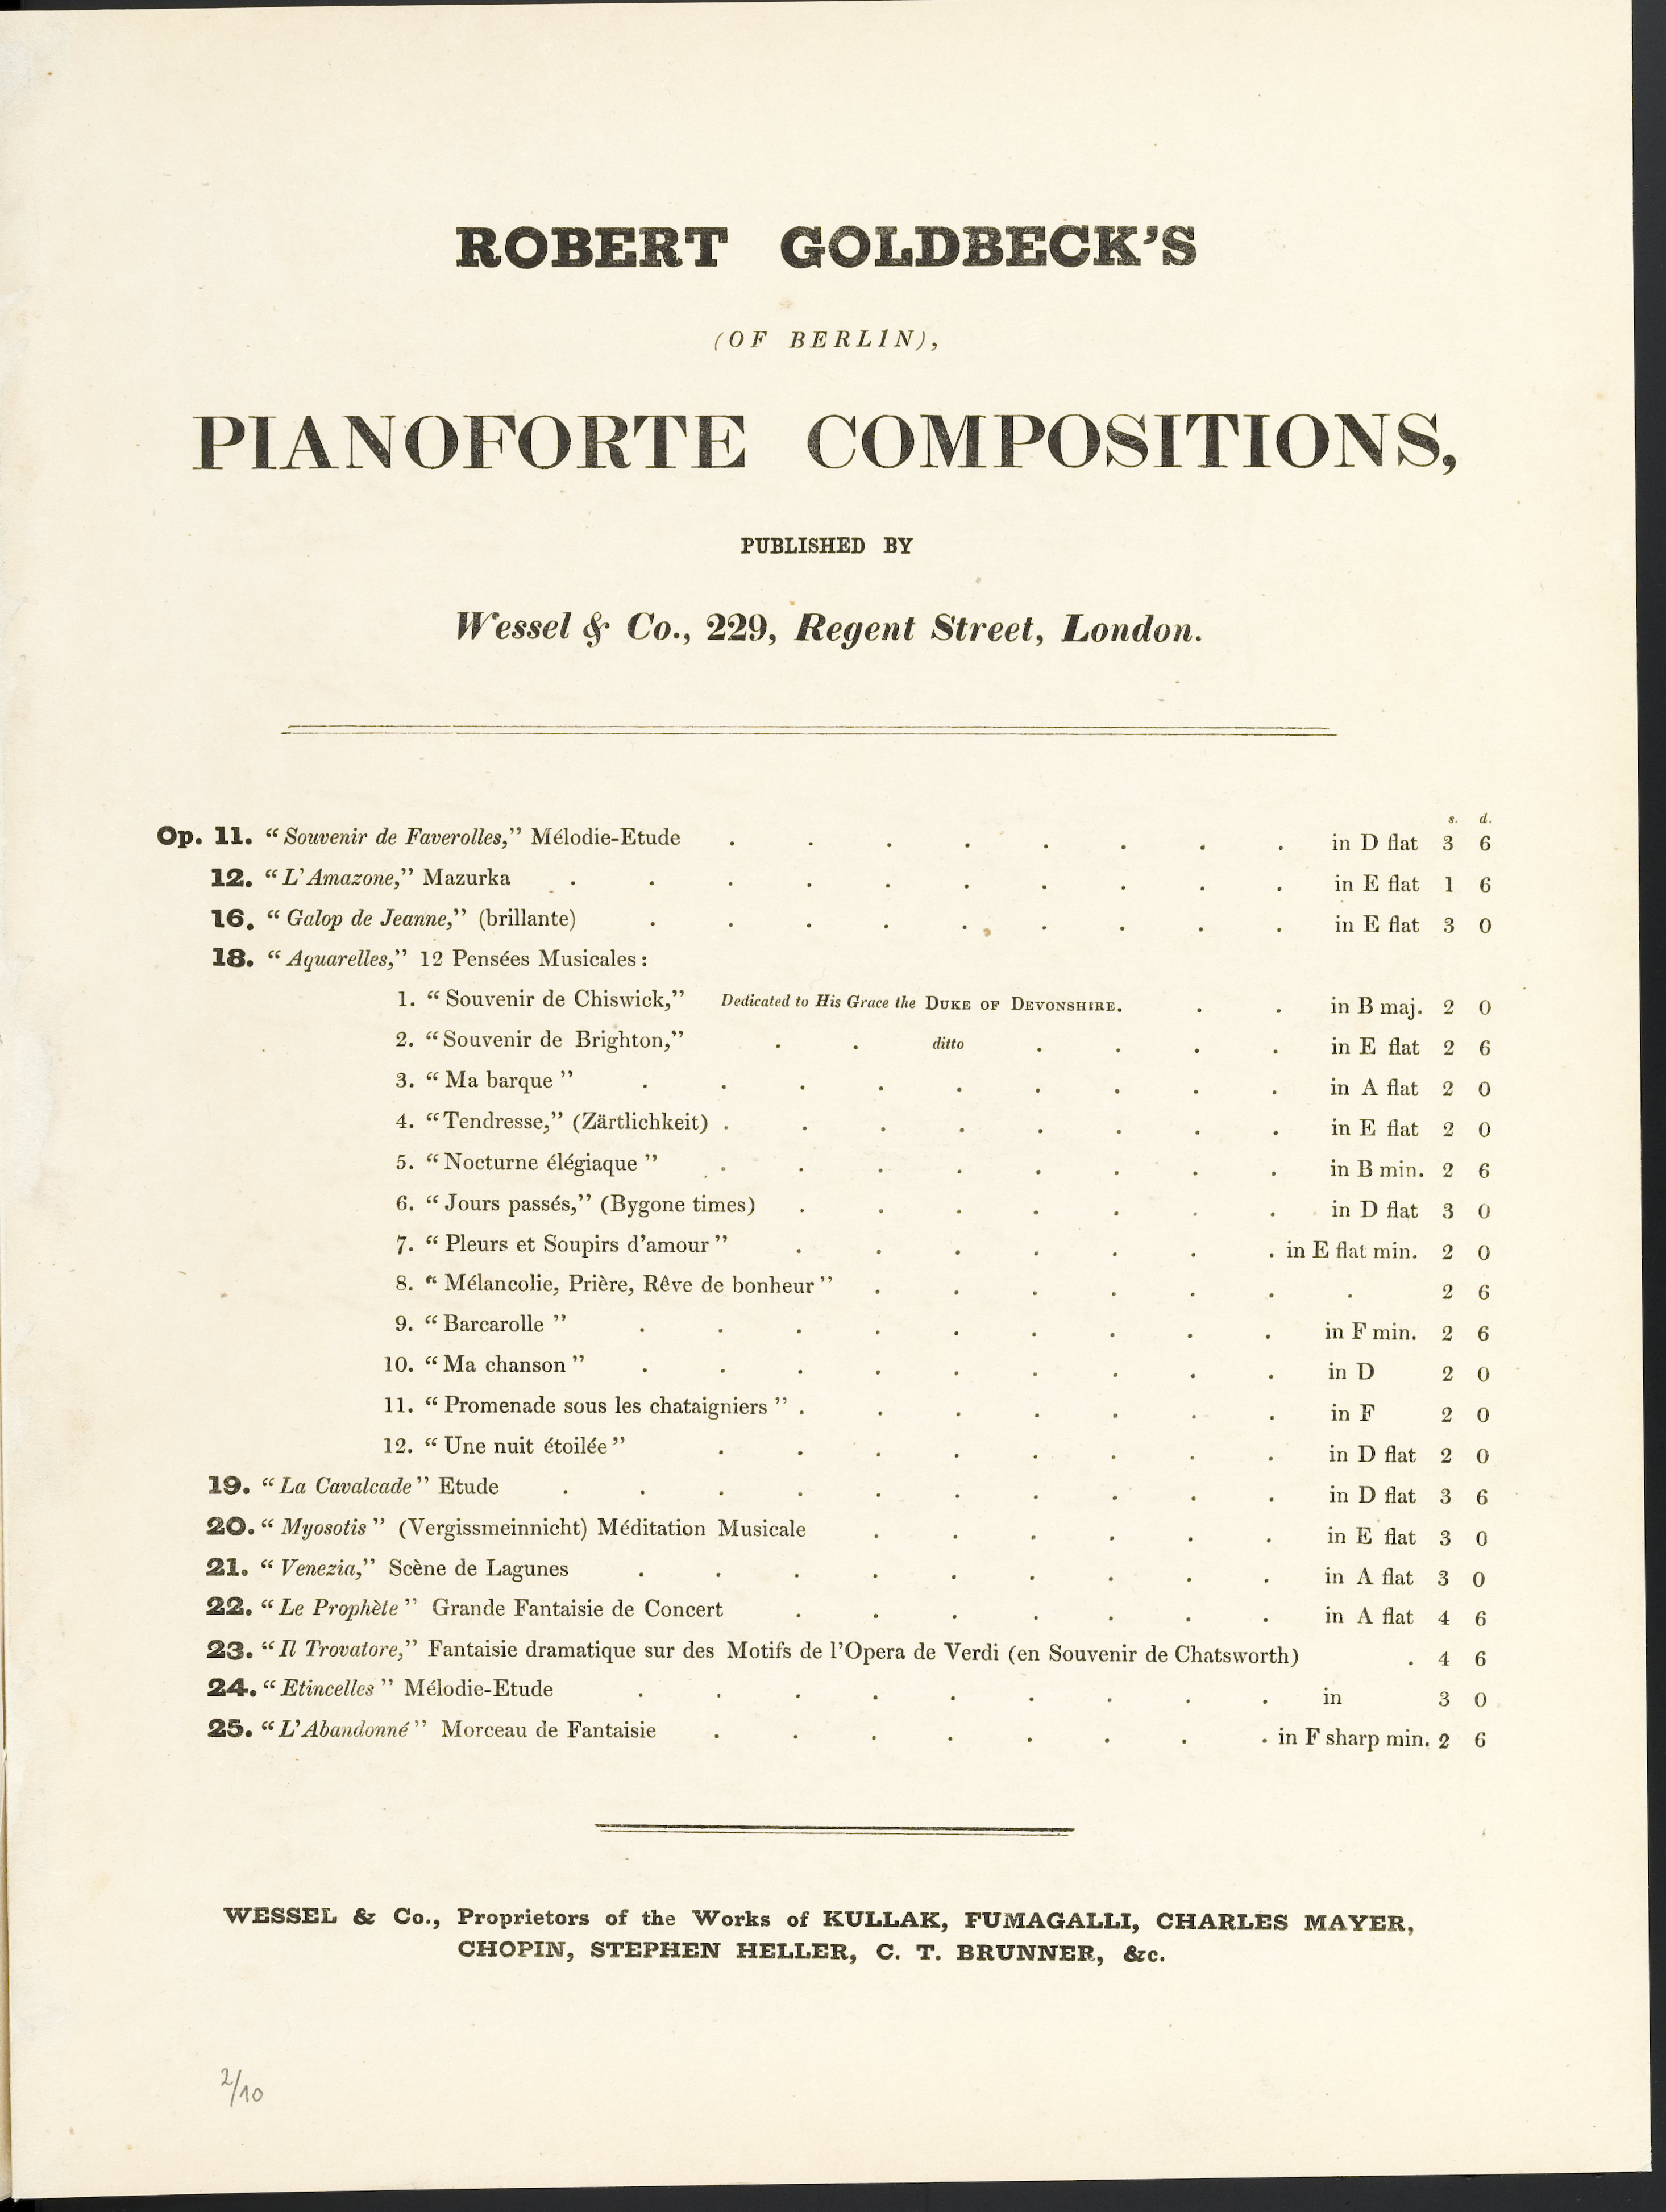 ROBERT GOLDBECK'S
(OF BERLIN),
PIANOFORTE COMPOSITIONS,
PUBLISHED BY
Wessel & Co., 229, Regent Street, London.
s. d.
Op. 11. "Souvenir de Faverolles," Mélodie-Etude . . . . . . . . in D flat 3 6
12. "L'Amazone," Mazurka . . . . . . . . . . in E flat 1 6
16. "Galop de Jeanne," (brillante) . . . . . . . . . in E flat 3 0
18. "Aquarelles," 12 Pensées Musicales:
1. "Souvenir de Chiswick," Dedicated to His Grace the DUKE OF DEVONSHIRE. . . in B maj. 2 0
2. "Souvenir de Brighton," . . ditto . . . . in E flat 2 6
3. "Ma barque" . . . . . . . . . in A flat 2 0
4. "Tendresse," (Zärtlichkeit) . . . . . . . . in E flat 2 0
5. "Nocturne élégiaque" . . . . . . . . in B min. 2 6
6. "Jours passés," (Bygone times) . . . . . . . in D flat 3 0
7. "Pleurs et Soupirs d'amour" . . . . . . . in E flat min. 2 0
8. "Mélancolie, Prière, Rêve de bonheur" . . . . . . . 2 6
9. "Barcarolle" . . . . . . . . . in F min. 2 6
10. "Ma chanson" . . . . . . . . . in D 2 0
11. "Promenade sous les chataigniers" . . . . . . . in F 2 0
12. "Une nuit étoilée" . . . . . . . . in D flat 2 0
19. "La Cavalcade" Etude . . . . . . . . . . in D flat 3 6
20. "Myosotis" (Vergissmeinnicht) Méditation Musicale . . . . . . in E flat 3 0
21. "Venezia," Scène de Lagunes . . . . . . . . . in A flat 3 0
22. "Le Prophète" Grande Fantaisie de Concert . . . . . . . in A flat 4 6
23. "Il Trovatore," Fantaisie dramatique sur des Motifs de l'Opera de Verdi (en Souvenir de Chatsworth) . 4 6
24. "Etincelles" Mélodie-Etude . . . . . . . . . in 3 0
25. "L'Abandonné" Morceau de Fantaisie . . . . . . . . in F sharp min. 2 6
WESSEL & Co., Proprietors of the Works of KULLAK, FUMAGALLI, CHARLES MAYER,
CHOPIN, STEPHEN HELLER, C. T. BRUNNER, &c.
2/10